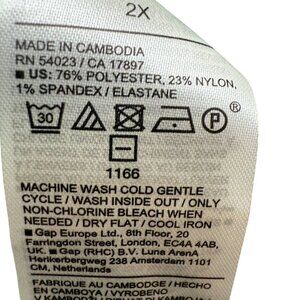 2X
MADE IN CAMBODIA
RN 54023 / CA 17897
■ US: 76% POLYESTER, 23% NYLON,
1% SPANDEX / ELASTANE
30 P ®
1166
MACHINE WASH COLD GENTLE
CYCLE / WASH INSIDE OUT / ONLY
NON-CHLORINE BLEACH WHEN
NEEDED / DRY FLAT / COOL IRON
■ Gap Europe Ltd., 8th Floor, 20
Farringdon Street, London, EC4A 4AB,
UK. ■ Gap (RHC) B.V. Luna ArenA
Herikerbergweg 238 Amsterdam 1101
CM, Netherlands
FABRIQUE AU CAMBODGE / HECHO
EN CAMBOYA / VYROBENO